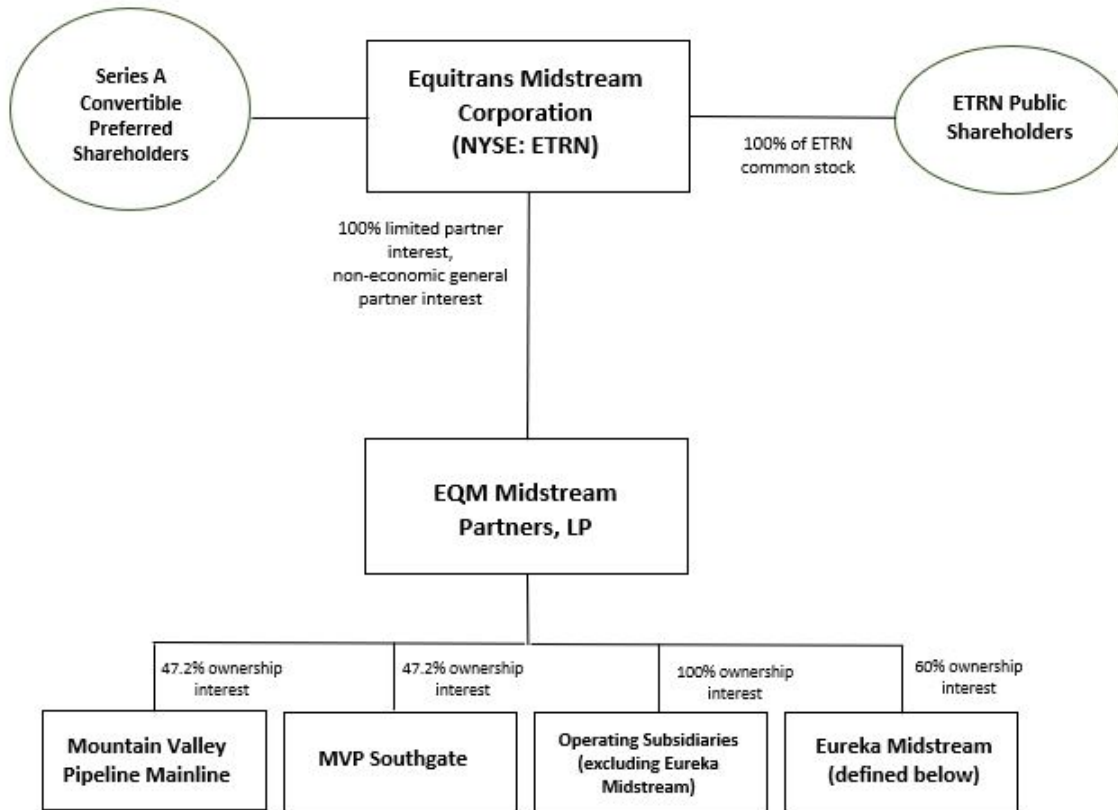 Series A
Convertible
Preferred
Shareholders
Equitrans Midstream
Corporation
(NYSE: ETRN)
100% of ETRN
common stock
ETRN Public
Shareholders
100% limited partner
interest,
non-economic general
partner interest
EQM Midstream
Partners, LP
47.2% ownership
interest
47.2% ownership
interest
100% ownership
interest
60% ownership
interest
Mountain Valley
Pipeline Mainline
MVP Southgate
Operating Subsidiaries
(excluding Eureka
Midstream)
Eureka Midstream
(defined below)